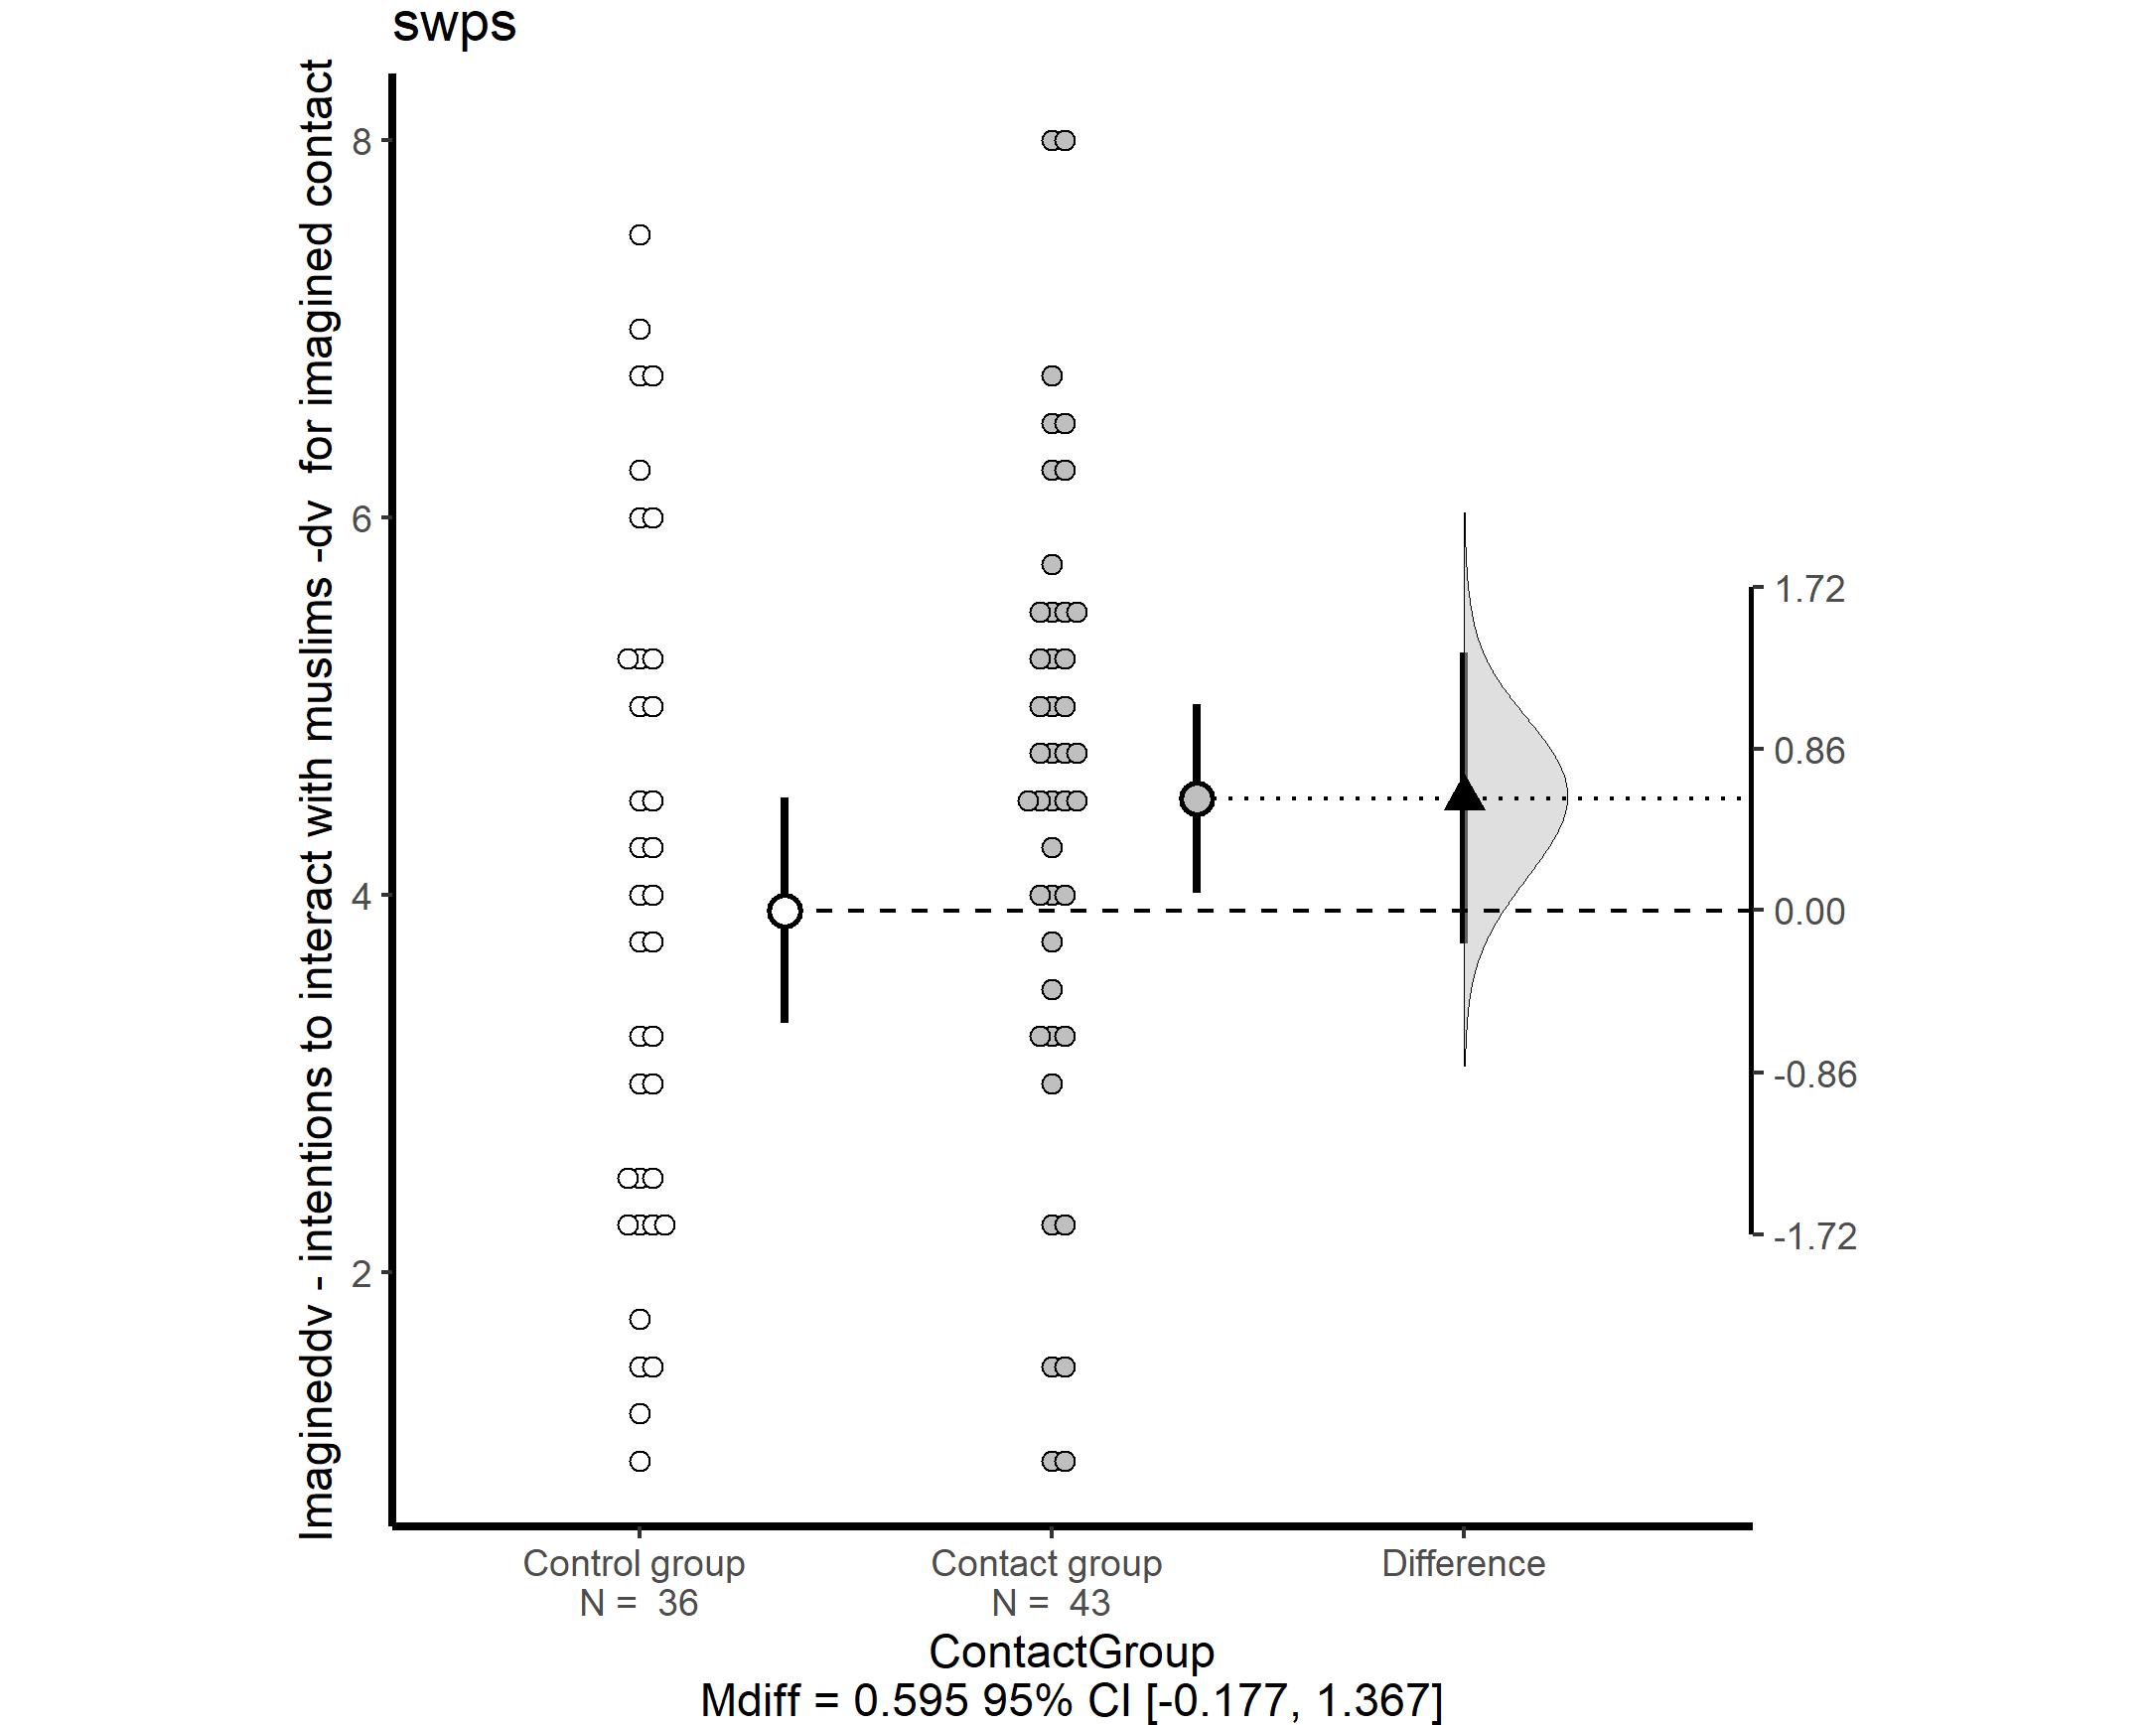 swps
Imagineddv - intentions to interact with muslims -dv  for imagined contact
8
6
4
2
1.72
0.86
0.00
-0.86
-1.72
Control group
N =  36
Contact group
N =  43
Difference
ContactGroup
Mdiff = 0.595 95% CI [-0.177, 1.367]